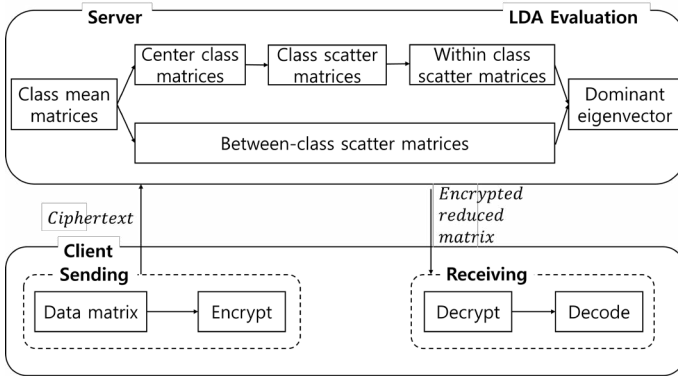 Server
LDA Evaluation
Center class
matrices
Class scatter
matrices
Within class
scatter matrices
Class mean
matrices
Dominant
eigenvector
Between-class scatter matrices
Ciphertext
Encrypted
reduced
matrix
Client
Sending
Receiving
Data matrix
Encrypt
Decrypt
Decode